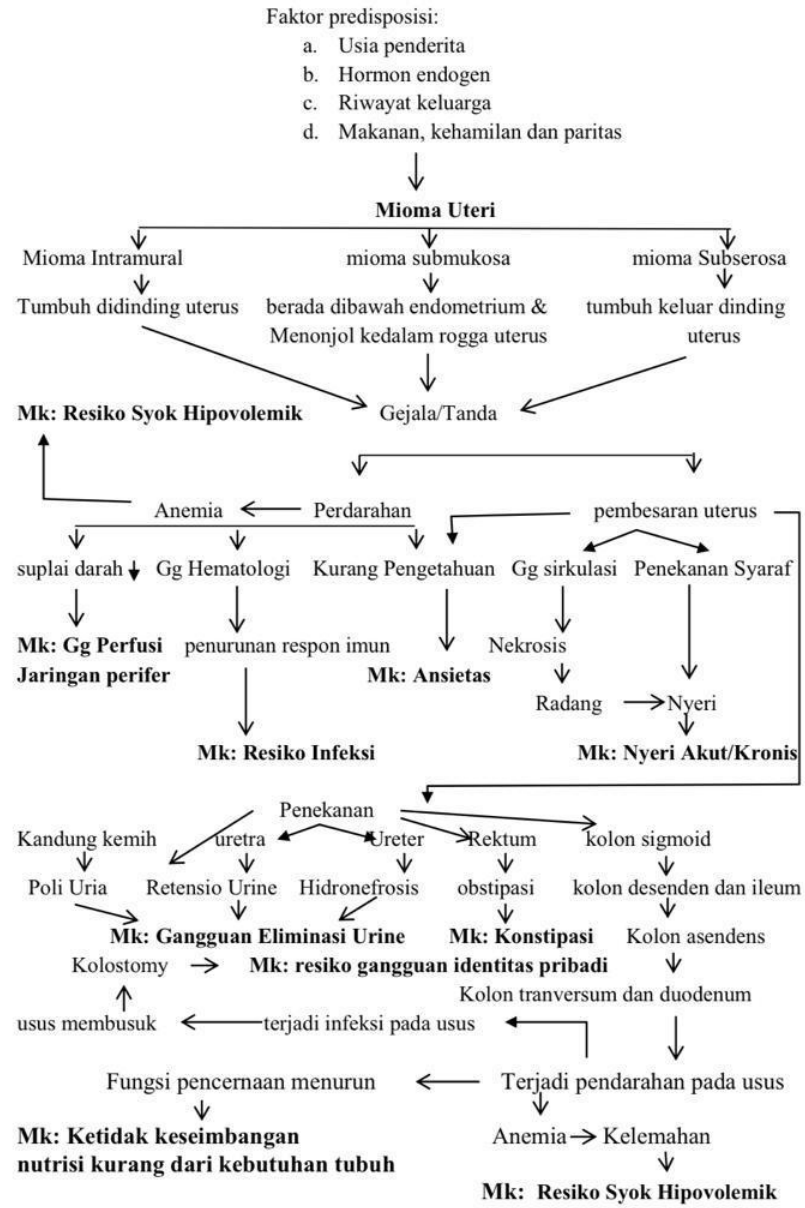 Faktor predisposisi:
a. Usia penderita
b. Hormon endogen
c. Riwayat keluarga
d. Makanan, kehamilan dan paritas
Mioma Uteri
Mioma Intramural mioma submukosa mioma Subserosa
Tumbuh didinding uterus berada dibawah endometrium & tumbuh keluar dinding
Menonjol kedalam rogga uterus uterus
Mk: Resiko Syok Hipovolemik Gejala/Tanda
Anemia Perdarahan pembesaran uterus
suplai darah Gg Hematologi Kurang Pengetahuan Gg sirkulasi Penekanan Syaraf
Mk: Gg Perfusi penurunan respon imun Nekrosis
Jaringan perifer Mk: Ansietas
Radang Nyeri
Mk: Resiko Infeksi Mk: Nyeri Akut/Kronis
Penekanan
Kandung kemih uretra Ureter Rektum kolon sigmoid
Poli Uria Retensio Urine Hidronefrosis obstipasi kolon desenden dan ileum
Mk: Gangguan Eliminasi Urine Mk: Konstipasi Kolon asendens
Kolostomy Mk: resiko gangguan identitas pribadi
Kolon tranversum dan duodenum
usus membusuk terjadi infeksi pada usus
Fungsi pencernaan menurun Terjadi pendarahan pada usus
Mk: Ketidak keseimbangan Anemia Kelemahan
nutrisi kurang dari kebutuhan tubuh
Mk: Resiko Syok Hipovolemik